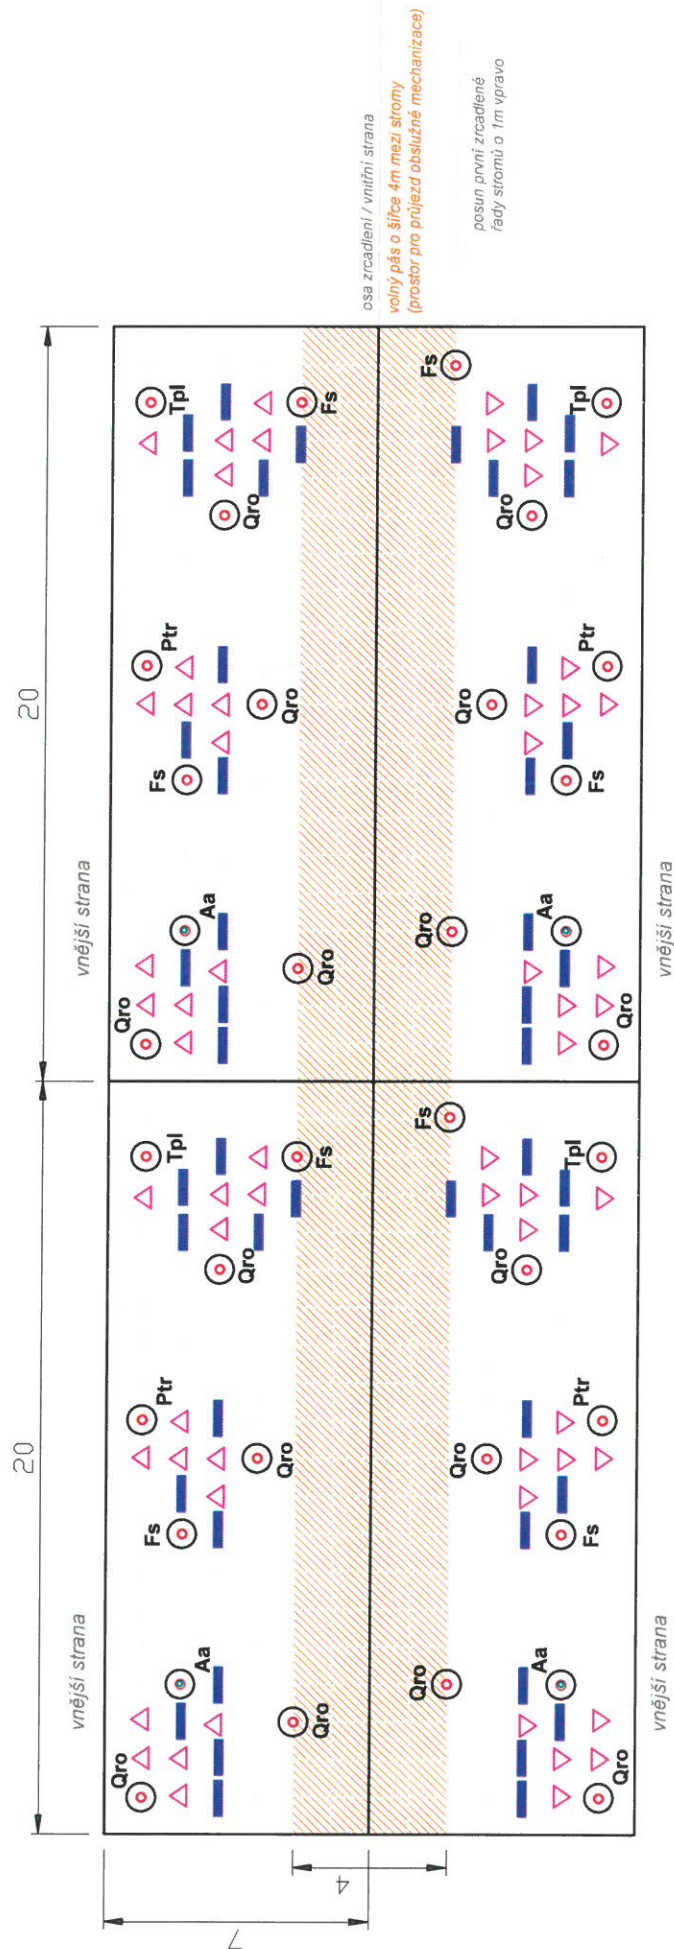 20
20
vnější strana
vnější strana
7
4
Qro
Aa
Qro
Fs
Ptr
Qro
Qro
Tpl
Fs
Qro
Aa
Qro
Fs
Ptr
Qro
Qro
Tpl
Fs
osa zrcadlení / vnitřní strana
volný pás o šířce 4m mezi stromy
(prostor pro průjezd obslužné mechanizace)
posun první zrcadlené
řady stromů o 1m vpravo
Qro
Aa
Qro
Qro
Fs
Ptr
Qro
Fs
Tpl
Qro
Aa
Qro
Qro
Fs
Ptr
Qro
Fs
Tpl
vnější strana
vnější strana